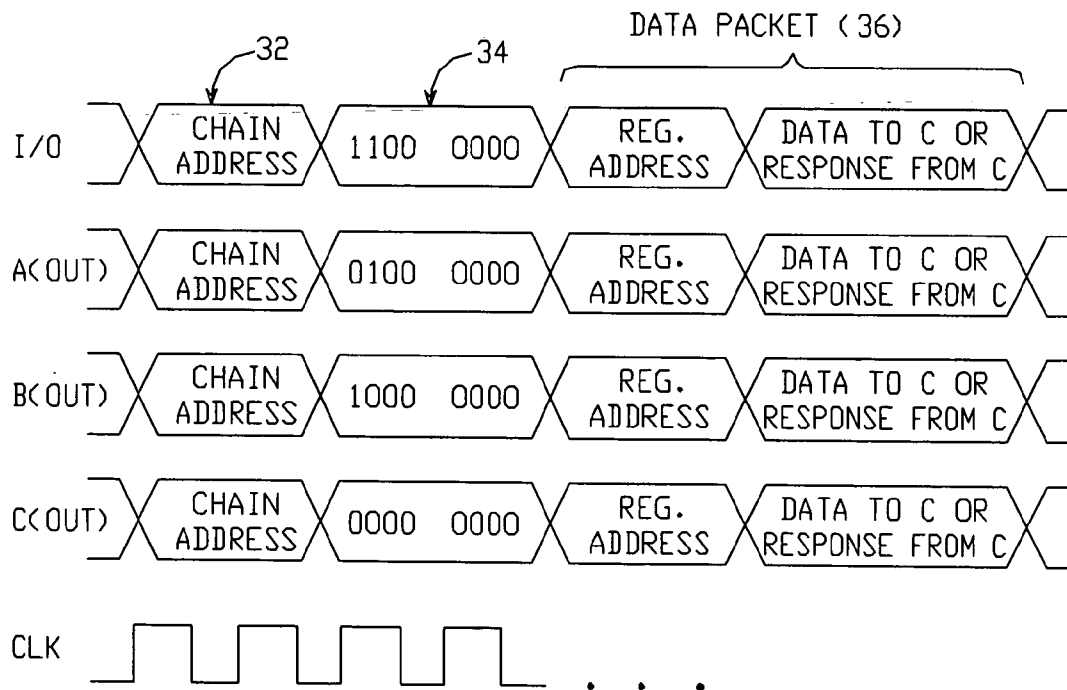 DATA PACKET (36)
32
34
I/O
CHAIN
ADDRESS
1100 0000
REG.
ADDRESS
DATA TO C OR
RESPONSE FROM C
A(OUT)
CHAIN
ADDRESS
0100 0000
REG.
ADDRESS
DATA TO C OR
RESPONSE FROM C
B(OUT)
CHAIN
ADDRESS
1000 0000
REG.
ADDRESS
DATA TO C OR
RESPONSE FROM C
C(OUT)
CHAIN
ADDRESS
0000 0000
REG.
ADDRESS
DATA TO C OR
RESPONSE FROM C
CLK
. . .